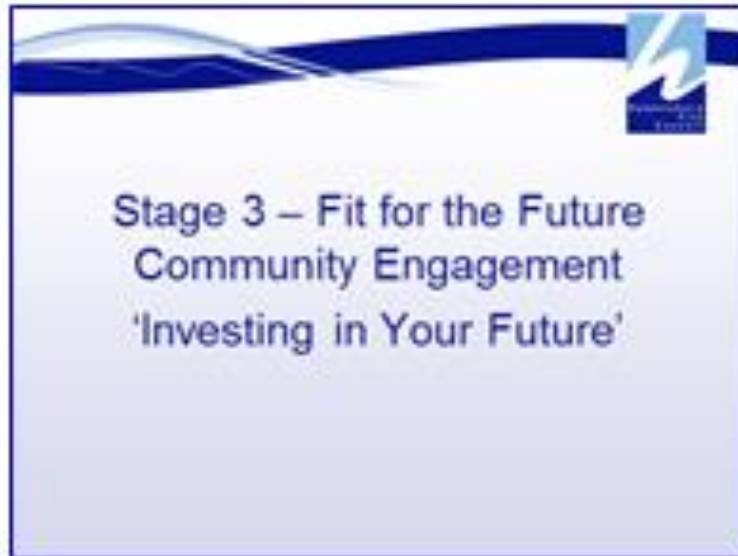 Stage 3 – Fit for the Future
Community Engagement
‘Investing in Your Future’